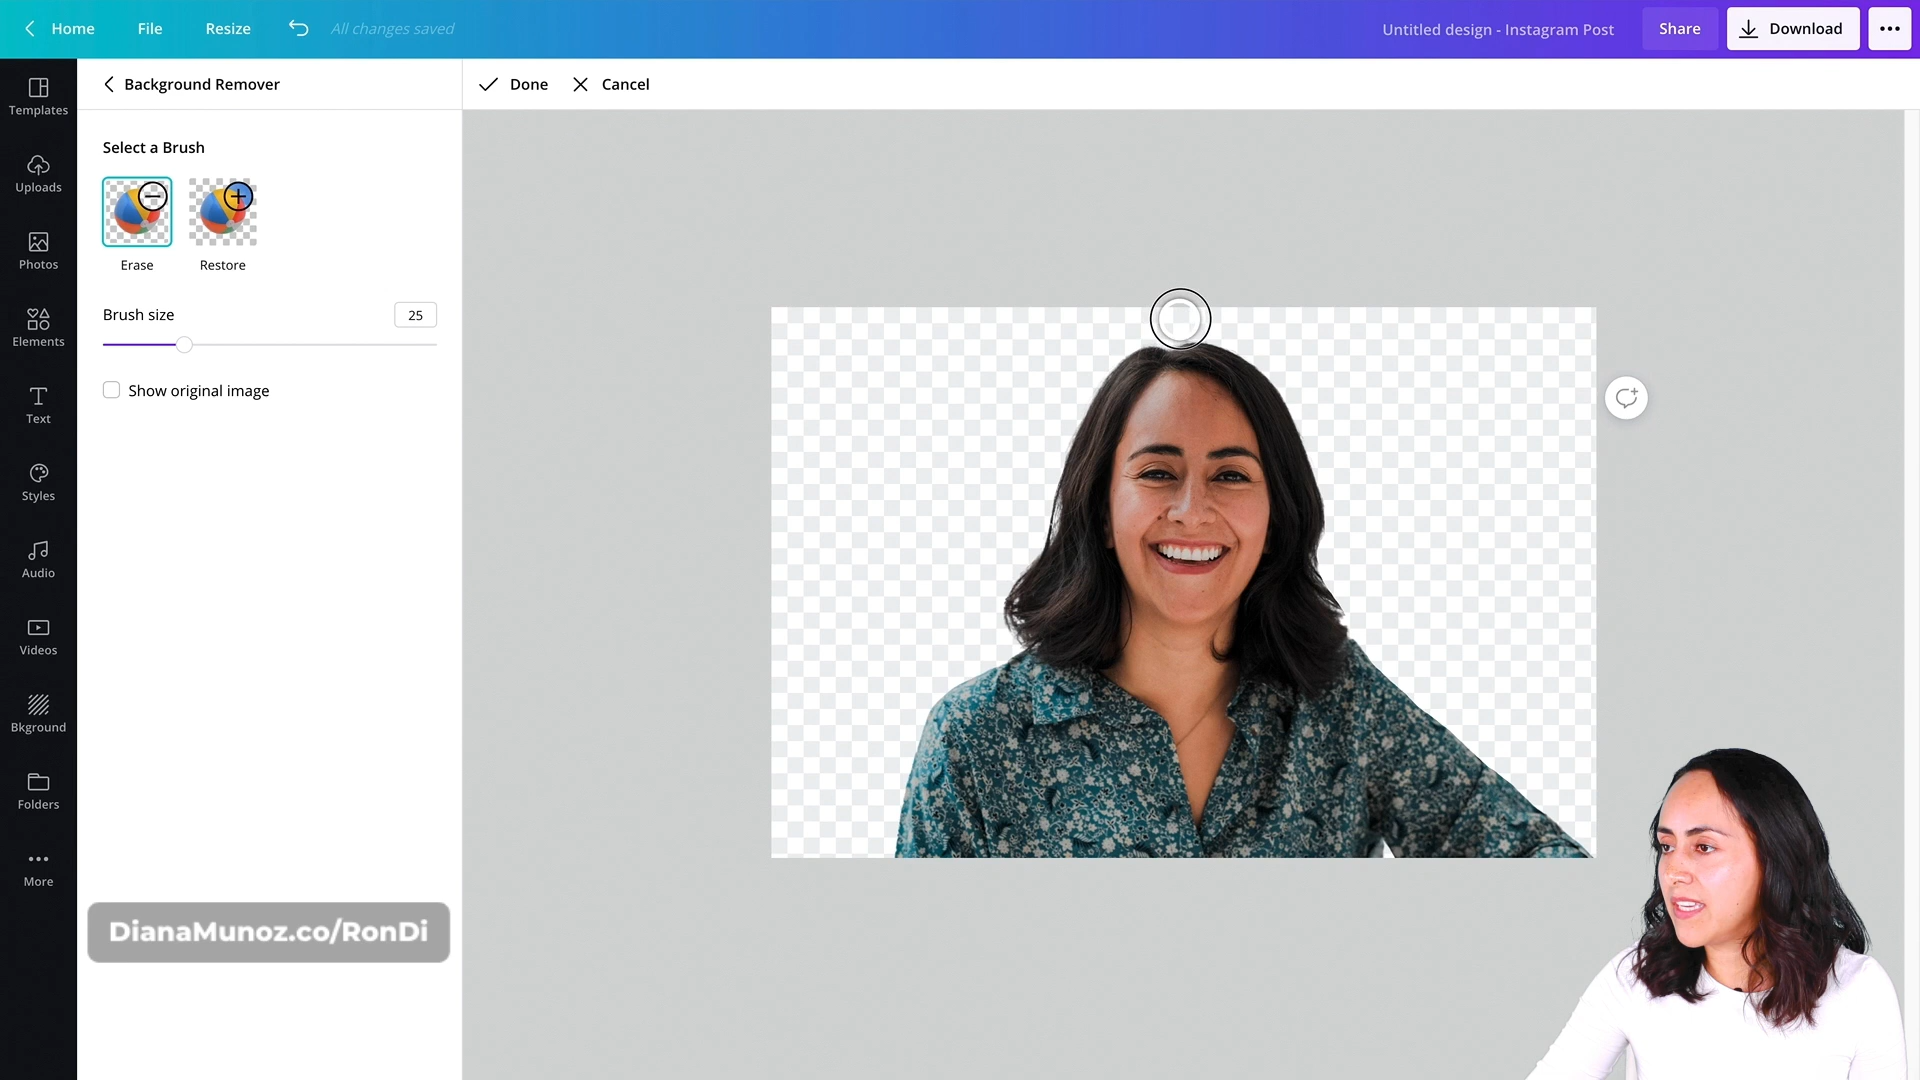 Home
File
Resize
All changes saved
Untitled design - Instagram Post
Share
Download
Templates
Uploads
Photos
Elements
Text
Styles
Audio
Videos
Bkground
Folders
More
Background Remover
Done
Cancel
Select a Brush
Erase
Restore
Brush size
25
Show original image
DianaMunoz.co/RonDi